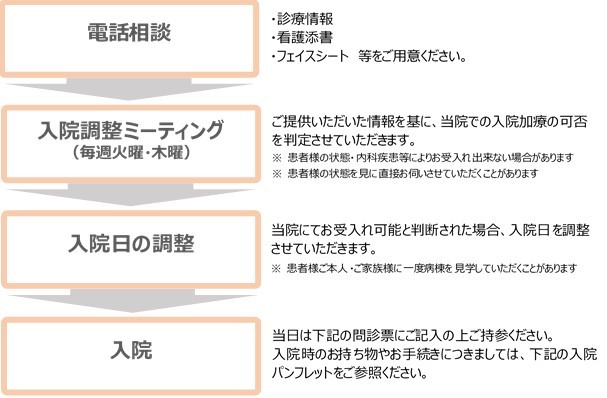 電話相談
・診療情報
・看護添書
・フェイスシート 等をご用意ください。
入院調整ミーティング
（毎週火曜・木曜）
ご提供いただいた情報を基に、当院での入院加療の可否
を判定させていただきます。
※ 患者様の状態・内科疾患等によりお受入れ出来ない場合があります
※ 患者様の状態を見に直接お伺いさせていただくことがあります
入院日の調整
当院にてお受入れ可能と判断された場合、入院日を調整
させていただきます。
※ 患者様ご本人・ご家族様に一度病棟を見学していただくことがあります
入院
当日は下記の問診票にご記入の上ご持参ください。
入院時のお持ち物やお手続きにつきましては、下記の入院
パンフレットをご参照ください。